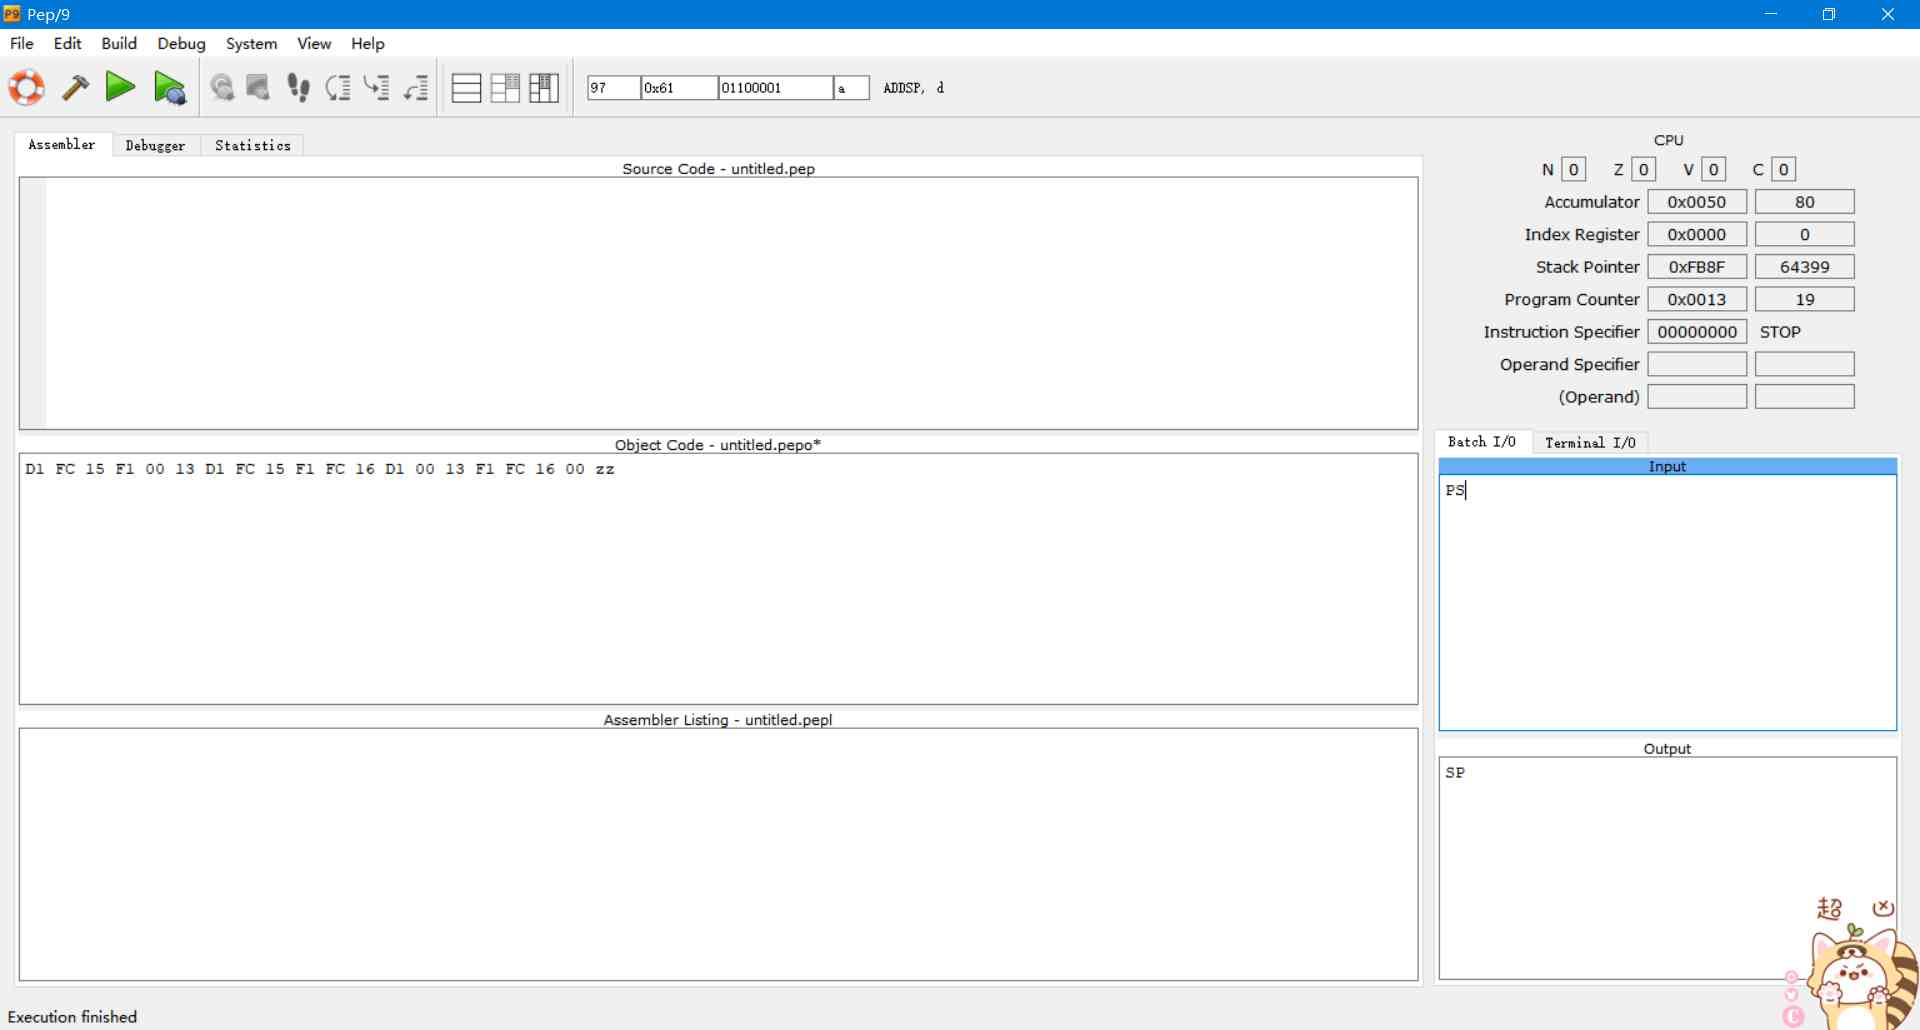 Pep/9
File Edit Build Debug System View Help
97 0x61 01100001 a ADDSP, d
Assembler Debugger Statistics
Source Code - untitled.pep
Object Code - untitled.pepo*
D1 FC 15 F1 00 13 D1 FC 15 F1 FC 16 D1 00 13 F1 FC 16 00 zz
Assembler Listing - untitled.pepl
CPU
N 0 Z 0 V 0 C 0
Accumulator 0x0050 80
Index Register 0x0000 0
Stack Pointer 0xFB8F 64399
Program Counter 0x0013 19
Instruction Specifier 00000000 STOP
Operand Specifier
(Operand)
Batch I/O Terminal I/O
Input
PS
Output
SP
超 凶
C
Execution finished